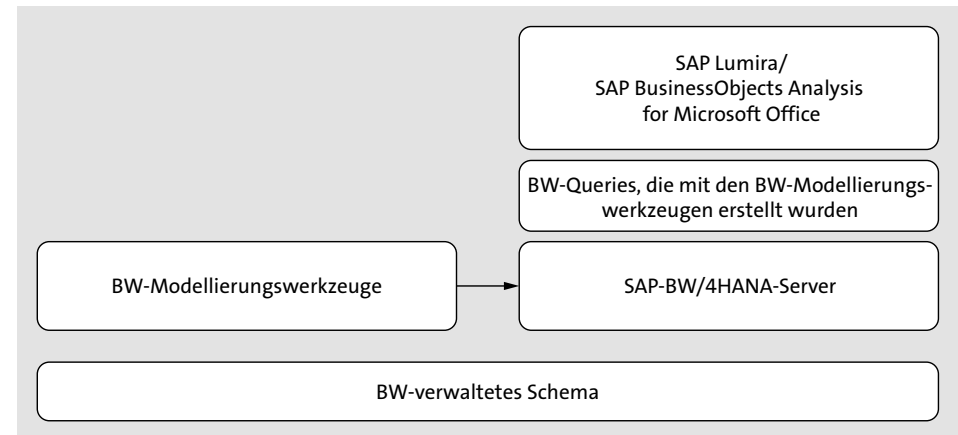 SAP Lumira/
SAP BusinessObjects Analysis
for Microsoft Office
BW-Queries, die mit den BW-Modellierungs-
werkzeugen erstellt wurden
BW-Modellierungswerkzeuge
SAP-BW/4HANA-Server
BW-verwaltetes Schema